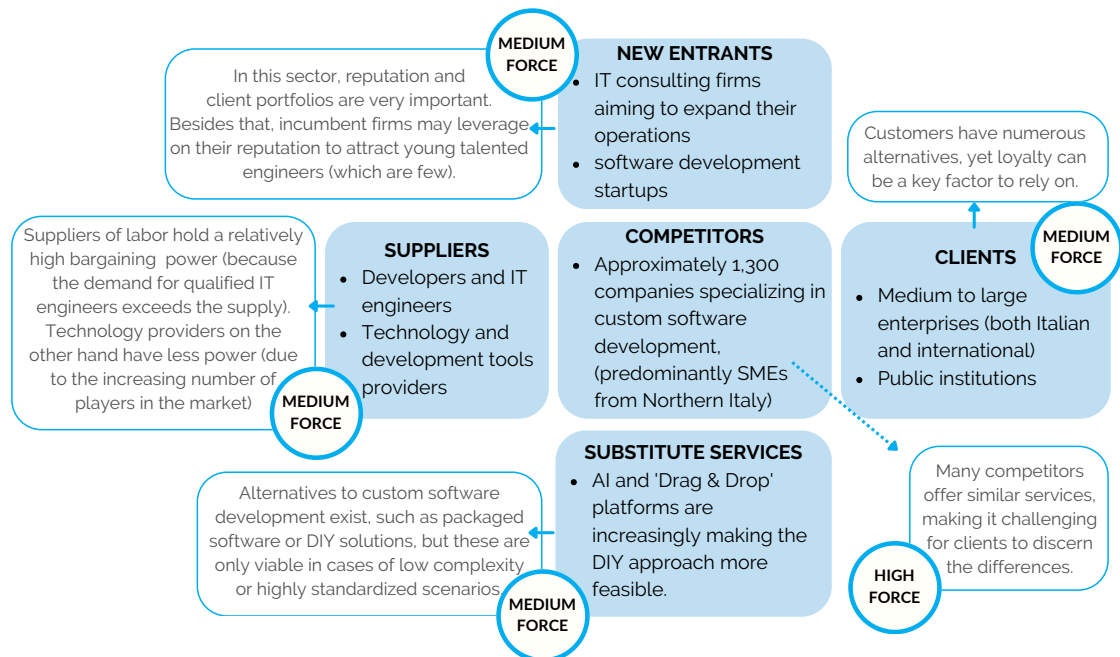 MEDIUM
FORCE
In this sector, reputation and
client portfolios are very important.
Besides that, incumbent firms may leverage
on their reputation to attract young talented
engineers (which are few).
NEW ENTRANTS
• IT consulting firms
aiming to expand their
operations
• software development
startups
Customers have numerous
alternatives, yet loyalty can
be a key factor to rely on.
MEDIUM
FORCE
Suppliers of labor hold a relatively
high bargaining power (because
the demand for qualified IT
engineers exceeds the supply).
Technology providers on the
other hand have less power (due
to the increasing number of
players in the market)
MEDIUM
FORCE
SUPPLIERS
• Developers and IT
engineers
• Technology and
development tools
providers
COMPETITORS
• Approximately 1,300
companies specializing in
custom software
development,
(predominantly SMEs
from Northern Italy)
CLIENTS
• Medium to large
enterprises (both Italian
and international)
• Public institutions
Alternatives to custom software
development exist, such as packaged
software or DIY solutions, but these are
only viable in cases of low complexity
or highly standardized scenarios.
MEDIUM
FORCE
SUBSTITUTE SERVICES
• AI and 'Drag & Drop'
platforms are
increasingly making the
DIY approach more
feasible.
Many competitors
offer similar services,
making it challenging
for clients to discern
the differences.
HIGH
FORCE